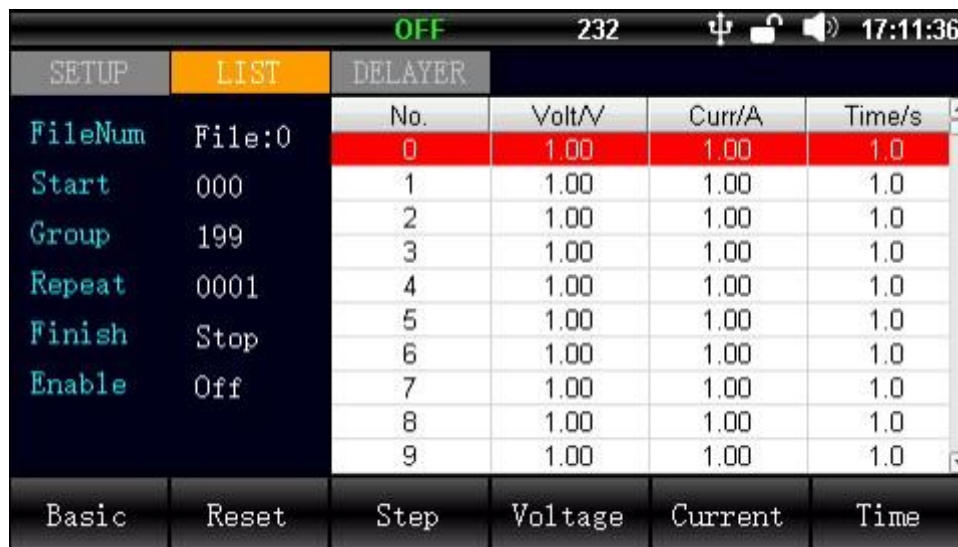 OFF 232 17:11:36
SETUP LIST DELAYER
FileNum File:0
Start 000
Group 199
Repeat 0001
Finish Stop
Enable Off
No. Volt/V Curr/A Time/s
0 1.00 1.00 1.0
1 1.00 1.00 1.0
2 1.00 1.00 1.0
3 1.00 1.00 1.0
4 1.00 1.00 1.0
5 1.00 1.00 1.0
6 1.00 1.00 1.0
7 1.00 1.00 1.0
8 1.00 1.00 1.0
9 1.00 1.00 1.0
Basic Reset Step Voltage Current Time